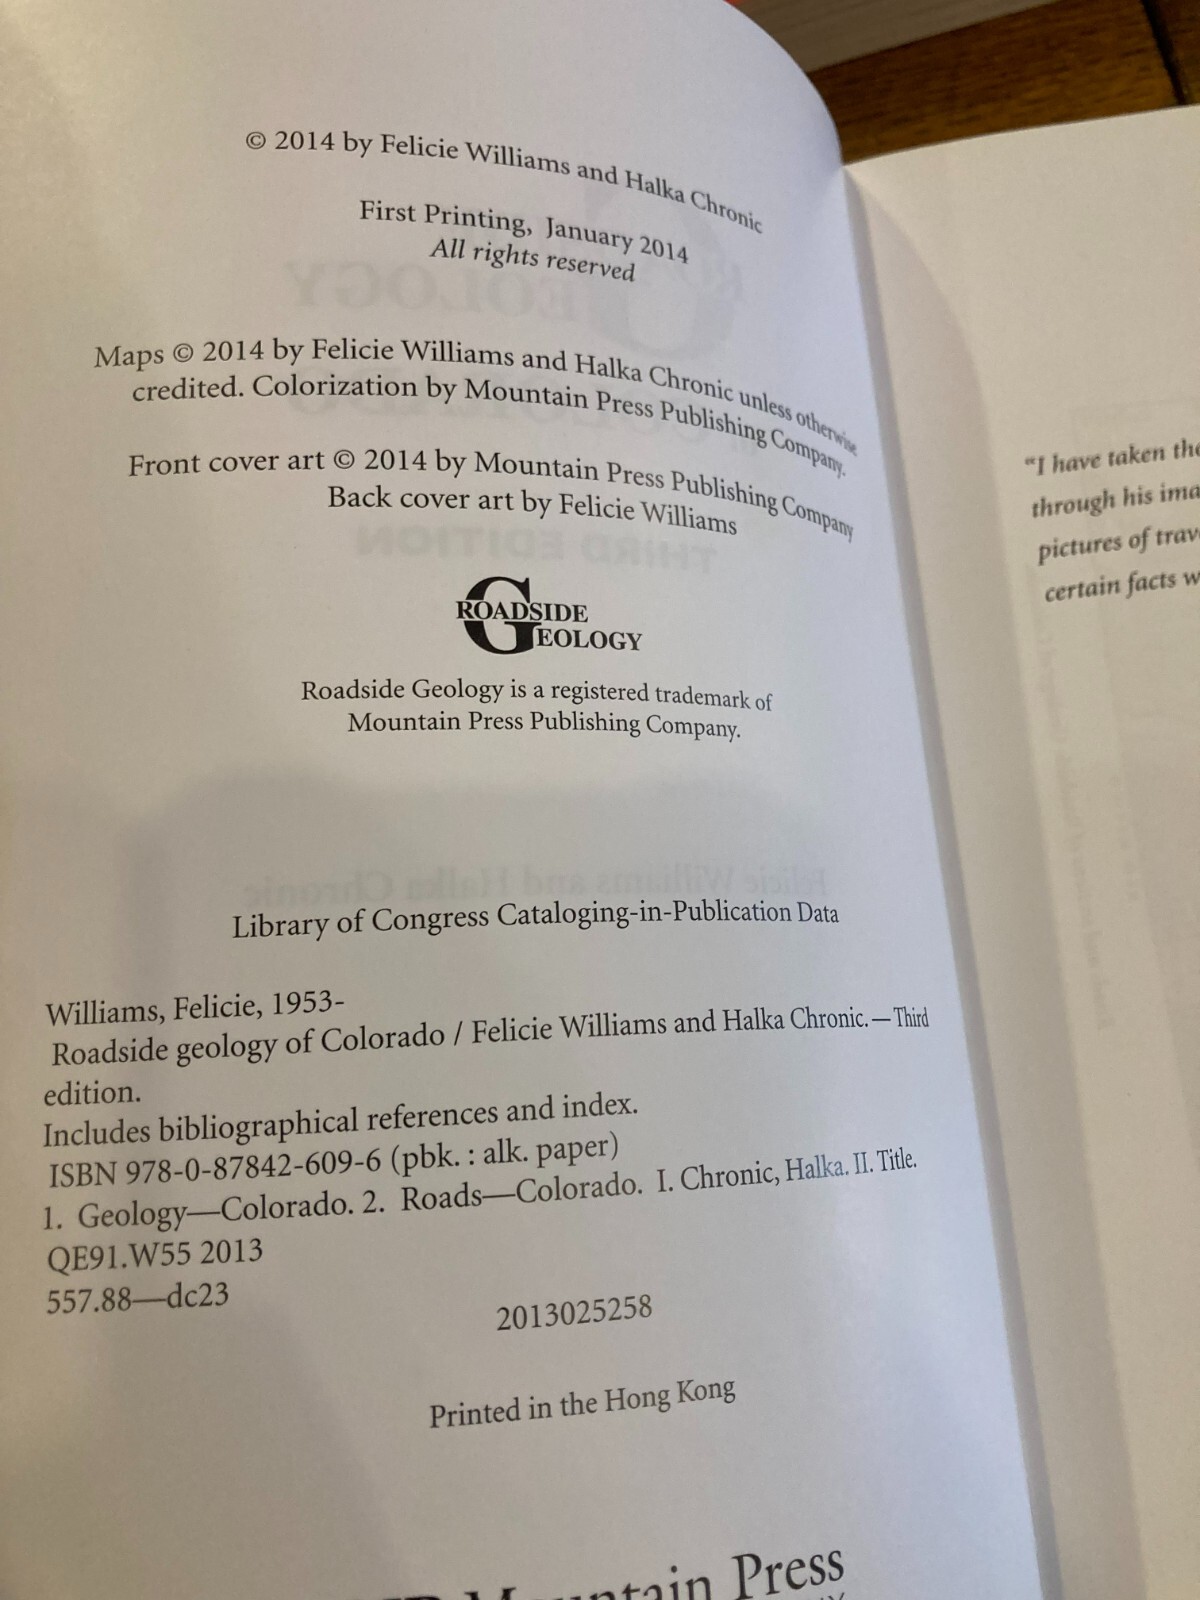 © 2014 by Felicie Williams and Halka Chronic
First Printing, January 2014
All rights reserved
Maps © 2014 by Felicie Williams and Halka Chronic unless otherwise
credited. Colorization by Mountain Press Publishing Company.
Front cover art © 2014 by Mountain Press Publishing Company
Back cover art by Felicie Williams
ROADSIDE
GEOLOGY
Roadside Geology is a registered trademark of
Mountain Press Publishing Company.
Library of Congress Cataloging-in-Publication Data
Williams, Felicie, 1953-
Roadside geology of Colorado / Felicie Williams and Halka Chronic.—Third
edition.
Includes bibliographical references and index.
ISBN 978-0-87842-609-6 (pbk. : alk. paper)
1. Geology—Colorado. 2. Roads—Colorado. I. Chronic, Halka. II. Title.
QE91.W55 2013
557.88—dc23
2013025258
Printed in the Hong Kong
Mountain Press
"I have taken the
through his ima
pictures of trav
certain facts w